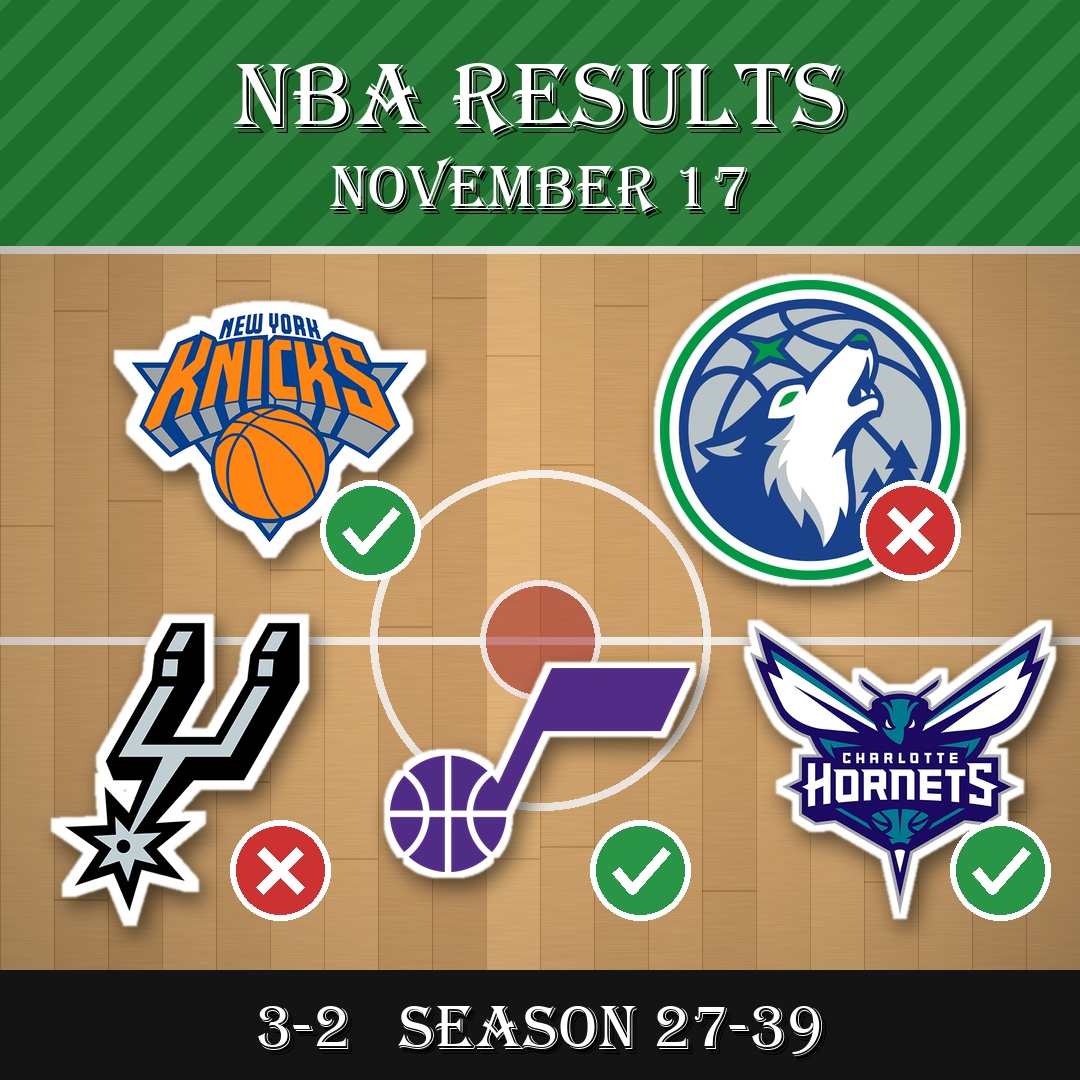 NBA RESULTS
NOVEMBER 17
NEW YORK
KNICKS
CHARLOTTE
HORNETS
3-2 SEASON 27-39